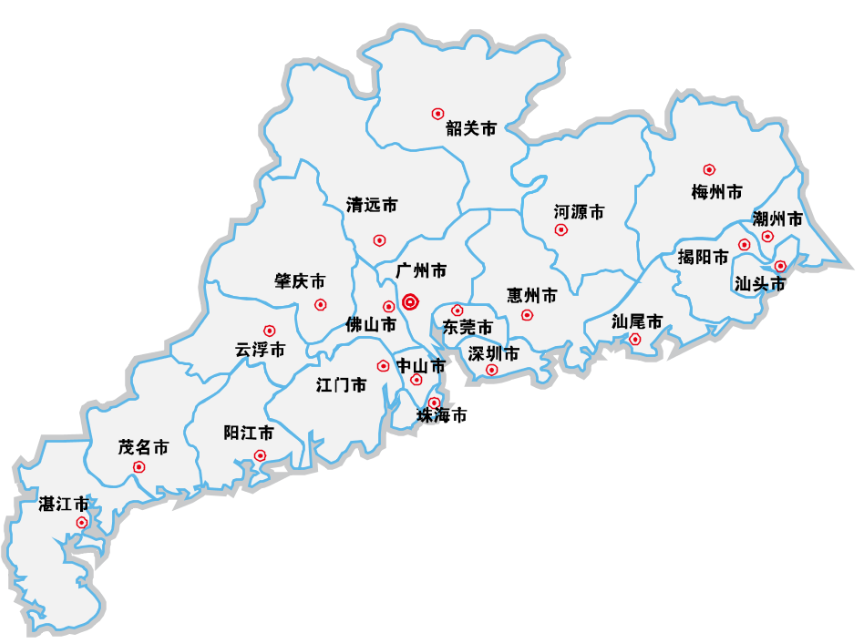 韶关市
梅州市
清远市
河源市
潮州市
揭阳市
广州市
肇庆市
汕头市
惠州市
佛山市
东莞市
汕尾市
云浮市
深圳市
中山市
江门市
珠海市
阳江市
茂名市
湛江市